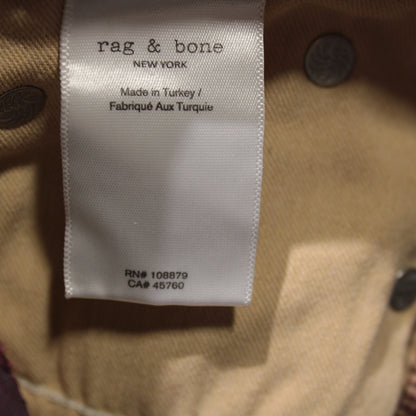 rag & bone
NEW YORK
Made in Turkey /
Fabriqué Aux Turquie
RN# 108879
CA# 45760